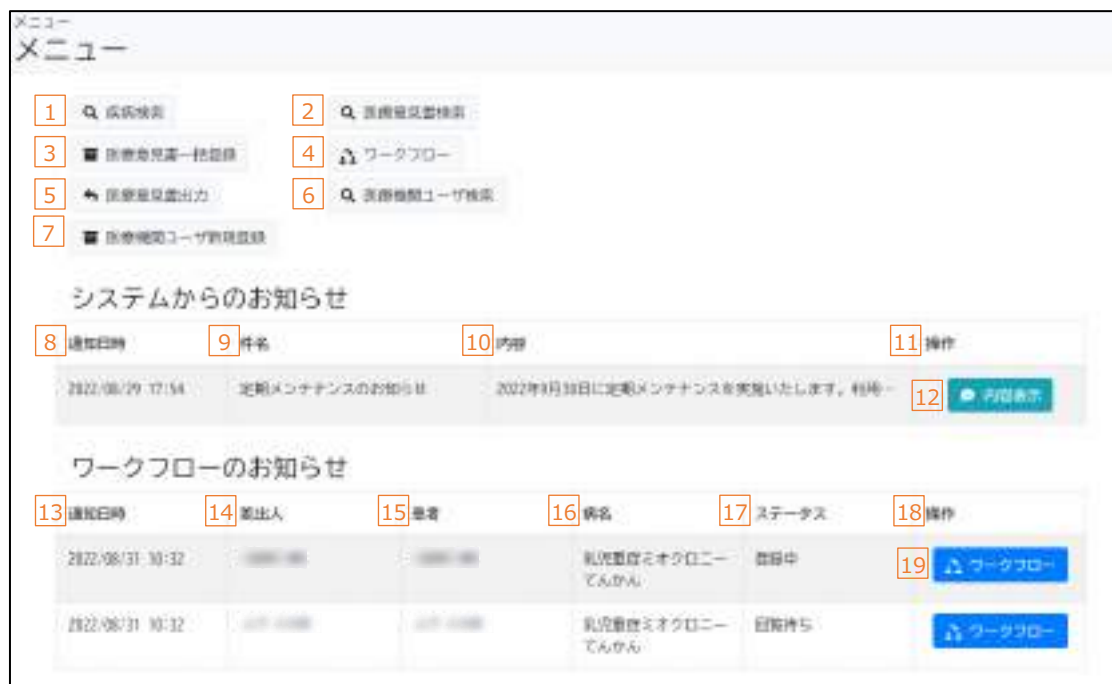 メニュー
メニュー
1 疾病検索 2 医療意見書検索
3 医療意見書一括登録 4 ワークフロー
5 医療意見書出力 6 医療機関ユーザ検索
7 医療機関ユーザ新規登録
システムからのお知らせ
8 通知日時 9 件名 10 内容 11 操作
2022/08/29 17:54 定期メンテナンスのお知らせ 2022年9月30日に定期メンテナンスを実施いたします。利用… 12 内容表示
ワークフローのお知らせ
13 通知日時 14 差出人 15 患者 16 病名 17 ステータス 18 操作
2022/08/31 10:32 乳児重症ミオクロニー 登録中 19 ワークフロー
てんかん
2022/08/31 10:32 乳児重症ミオクロニー 回覧待ち ワークフロー
てんかん